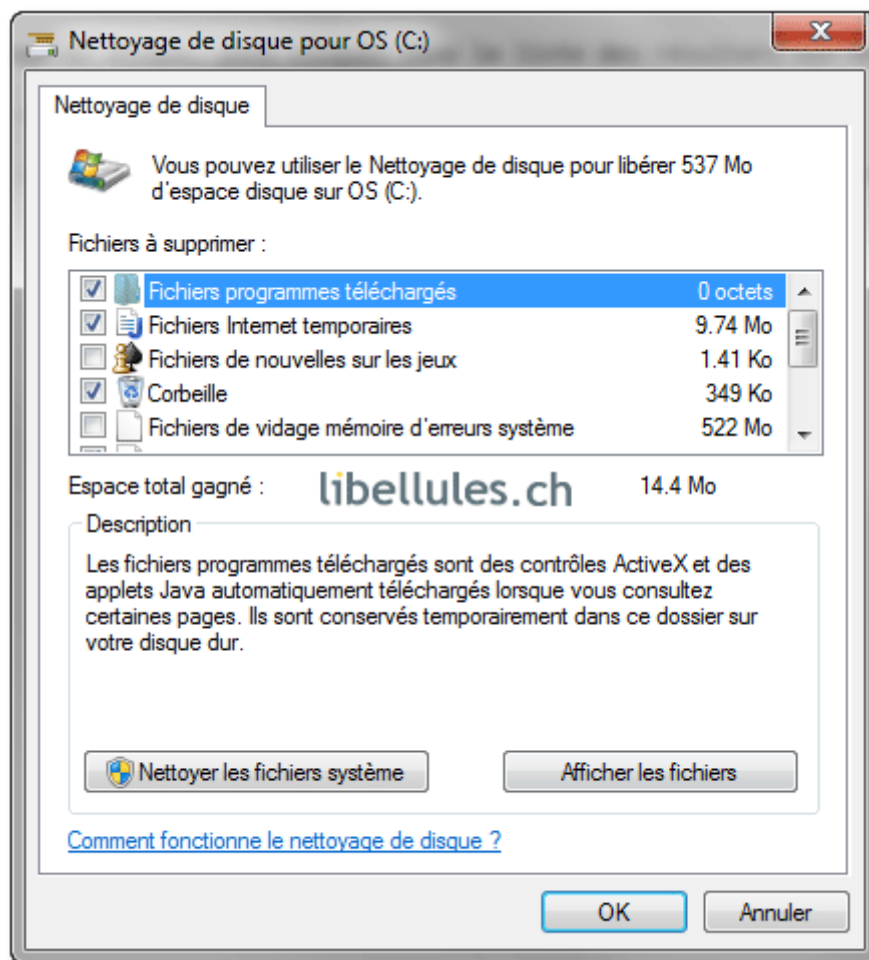 Nettoyage de disque pour OS (C:)
Nettoyage de disque
Vous pouvez utiliser le Nettoyage de disque pour libérer 537 Mo
d'espace disque sur OS (C:).
Fichiers à supprimer :
Fichiers programmes téléchargés 0 octets
Fichiers Internet temporaires 9.74 Mo
Fichiers de nouvelles sur les jeux 1.41 Ko
Corbeille 349 Ko
Fichiers de vidage mémoire d'erreurs système 522 Mo
Espace total gagné : libellules.ch 14.4 Mo
Description
Les fichiers programmes téléchargés sont des contrôles ActiveX et des
applets Java automatiquement téléchargés lorsque vous consultez
certaines pages. Ils sont conservés temporairement dans ce dossier sur
votre disque dur.
Nettoyer les fichiers système Afficher les fichiers
Comment fonctionne le nettoyage de disque ?
OK Annuler